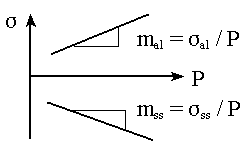 σ
m_al = σ_al / P
P
m_ss = σ_ss / P